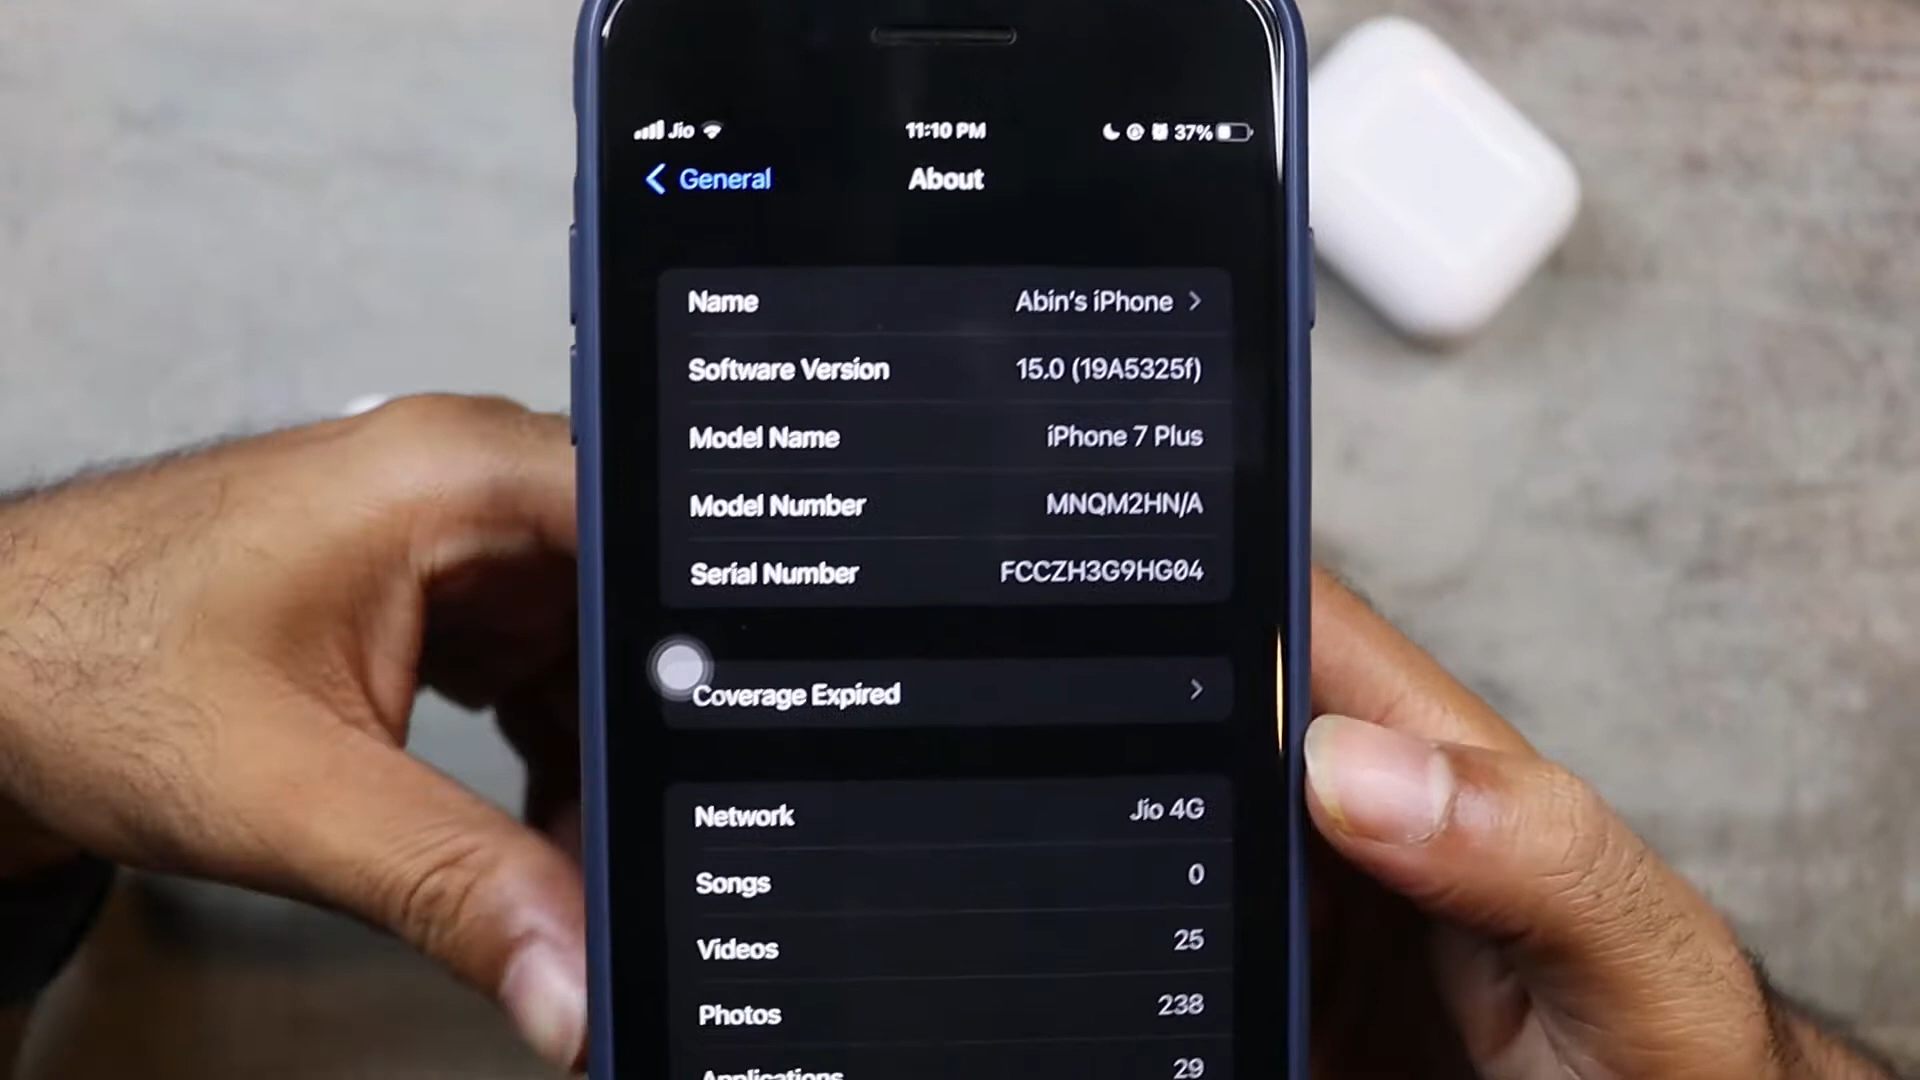 Jio 11:10 PM 37%
General About
Name Abin's iPhone
Software Version 15.0 (19A5325f)
Model Name iPhone 7 Plus
Model Number MNQM2HN/A
Serial Number FCCZH3G9HG04
Coverage Expired
Network Jio 4G
Songs 0
Videos 25
Photos 238
Applications 29